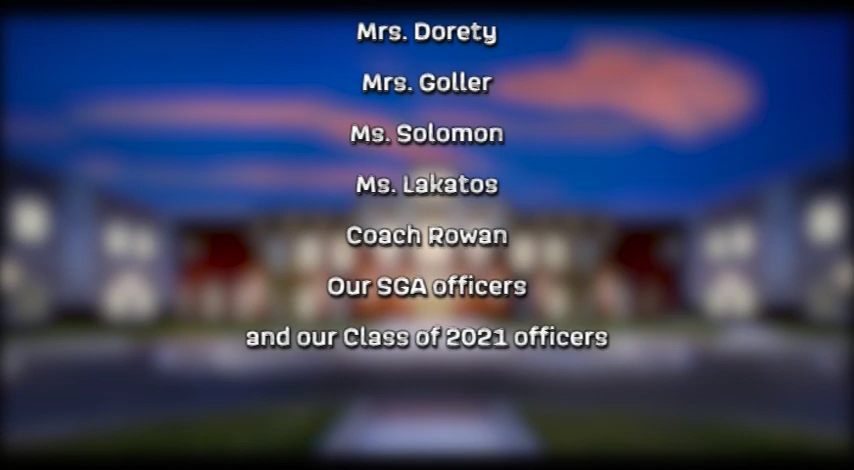 Mrs. Dorety
Mrs. Goller
Ms. Solomon
Ms. Lakatos
Coach Rowan
Our SGA officers
and our Class of 2021 officers